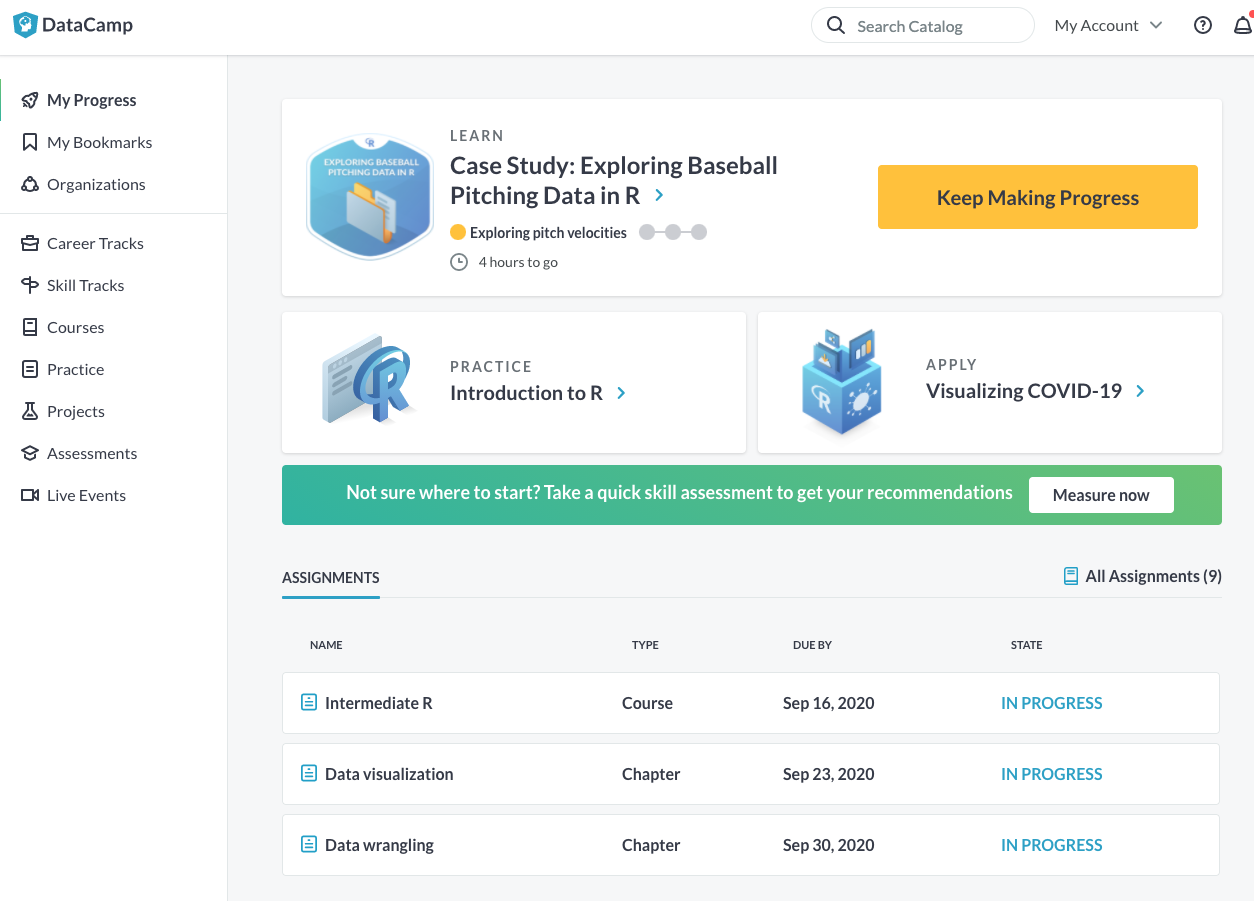 DataCamp
Search Catalog
My Account
My Progress
My Bookmarks
Organizations
Career Tracks
Skill Tracks
Courses
Practice
Projects
Assessments
Live Events
R
EXPLORING BASEBALL
PITCHING DATA IN R
LEARN
Case Study: Exploring Baseball
Pitching Data in R
Exploring pitch velocities
4 hours to go
Keep Making Progress
R
PRACTICE
Introduction to R
R
APPLY
Visualizing COVID-19
Not sure where to start? Take a quick skill assessment to get your recommendations
Measure now
ASSIGNMENTS
All Assignments (9)
NAME TYPE DUE BY STATE
Intermediate R Course Sep 16, 2020 IN PROGRESS
Data visualization Chapter Sep 23, 2020 IN PROGRESS
Data wrangling Chapter Sep 30, 2020 IN PROGRESS